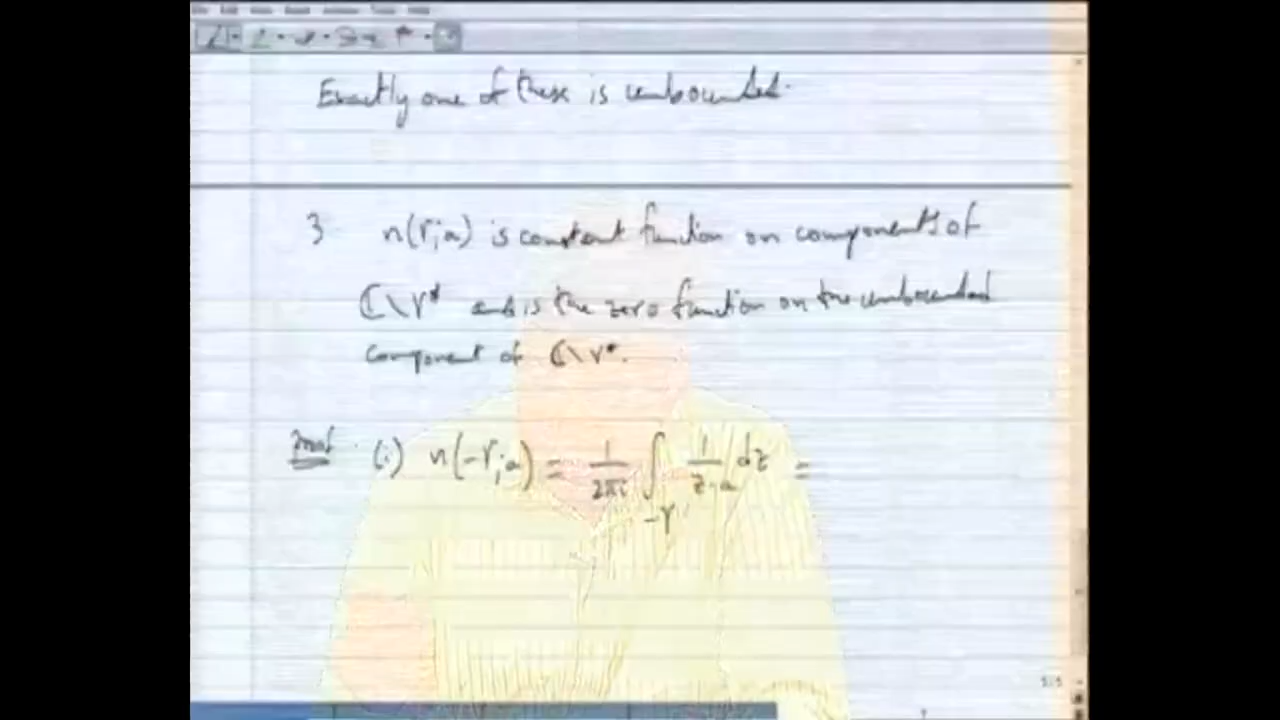 Exactly one of these is unbounded.
3 n(γ;a) is constant function on components of
ℂ\γ* and is the zero function on the unbounded
component of ℂ\γ*.
Proof. (i) n(-γ;a) = 1/2πi ∫_{-γ} 1/(z-a) dz =